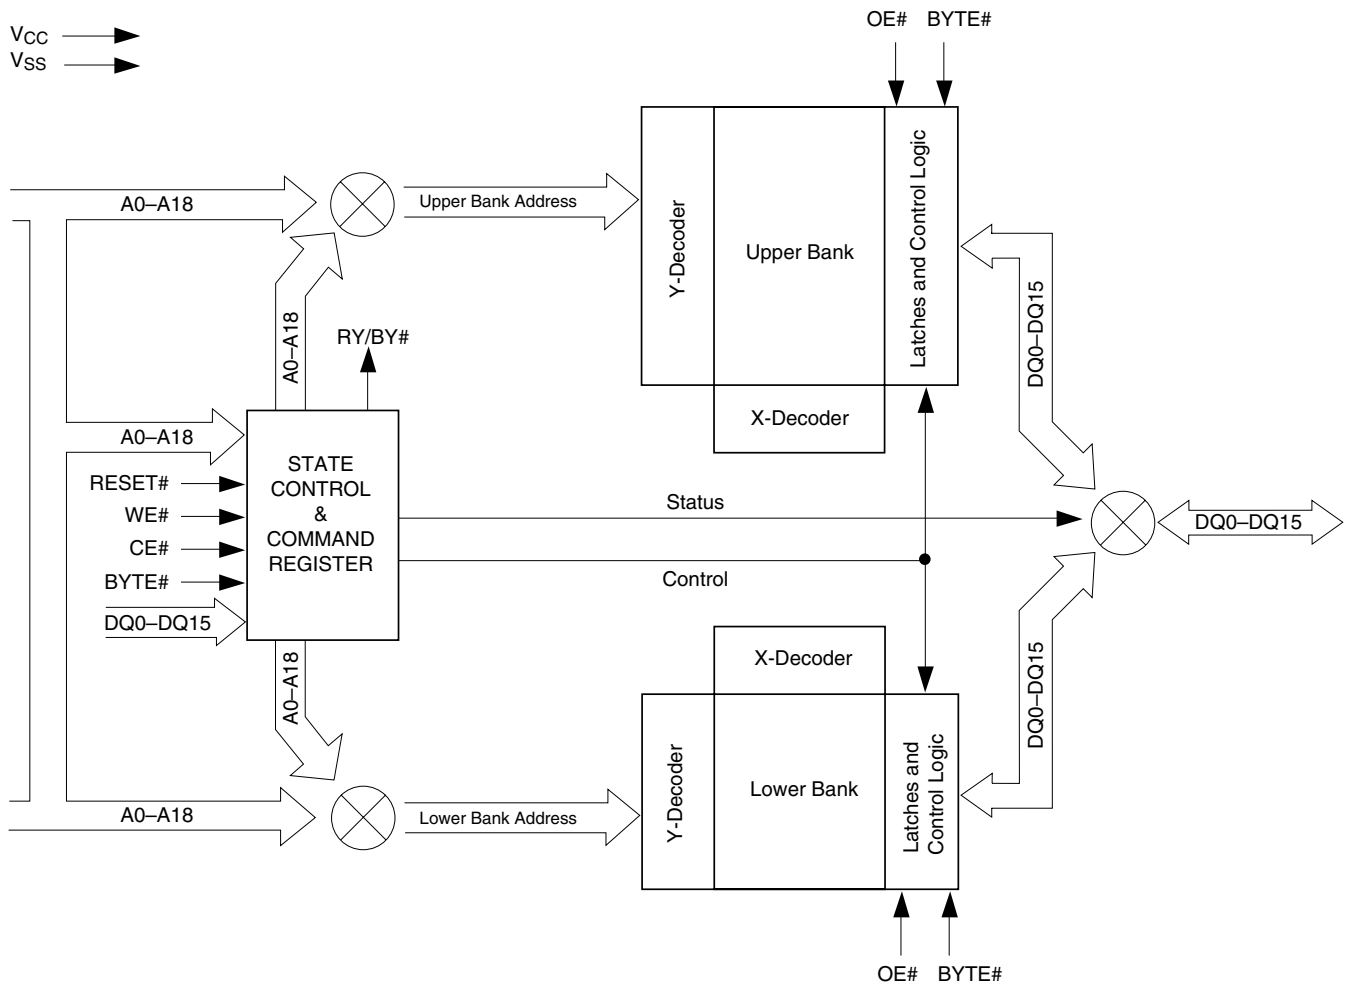 VCC
VSS
OE# BYTE#
A0–A18
Upper Bank Address
Y-Decoder
Upper Bank
Latches and Control Logic
X-Decoder
DQ0–DQ15
A0–A18
RY/BY#
A0–A18
RESET#
WE#
CE#
BYTE#
DQ0–DQ15
STATE
CONTROL
&
COMMAND
REGISTER
Status
Control
DQ0–DQ15
A0–A18
X-Decoder
DQ0–DQ15
A0–A18
Lower Bank Address
Y-Decoder
Lower Bank
Latches and
Control Logic
OE# BYTE#